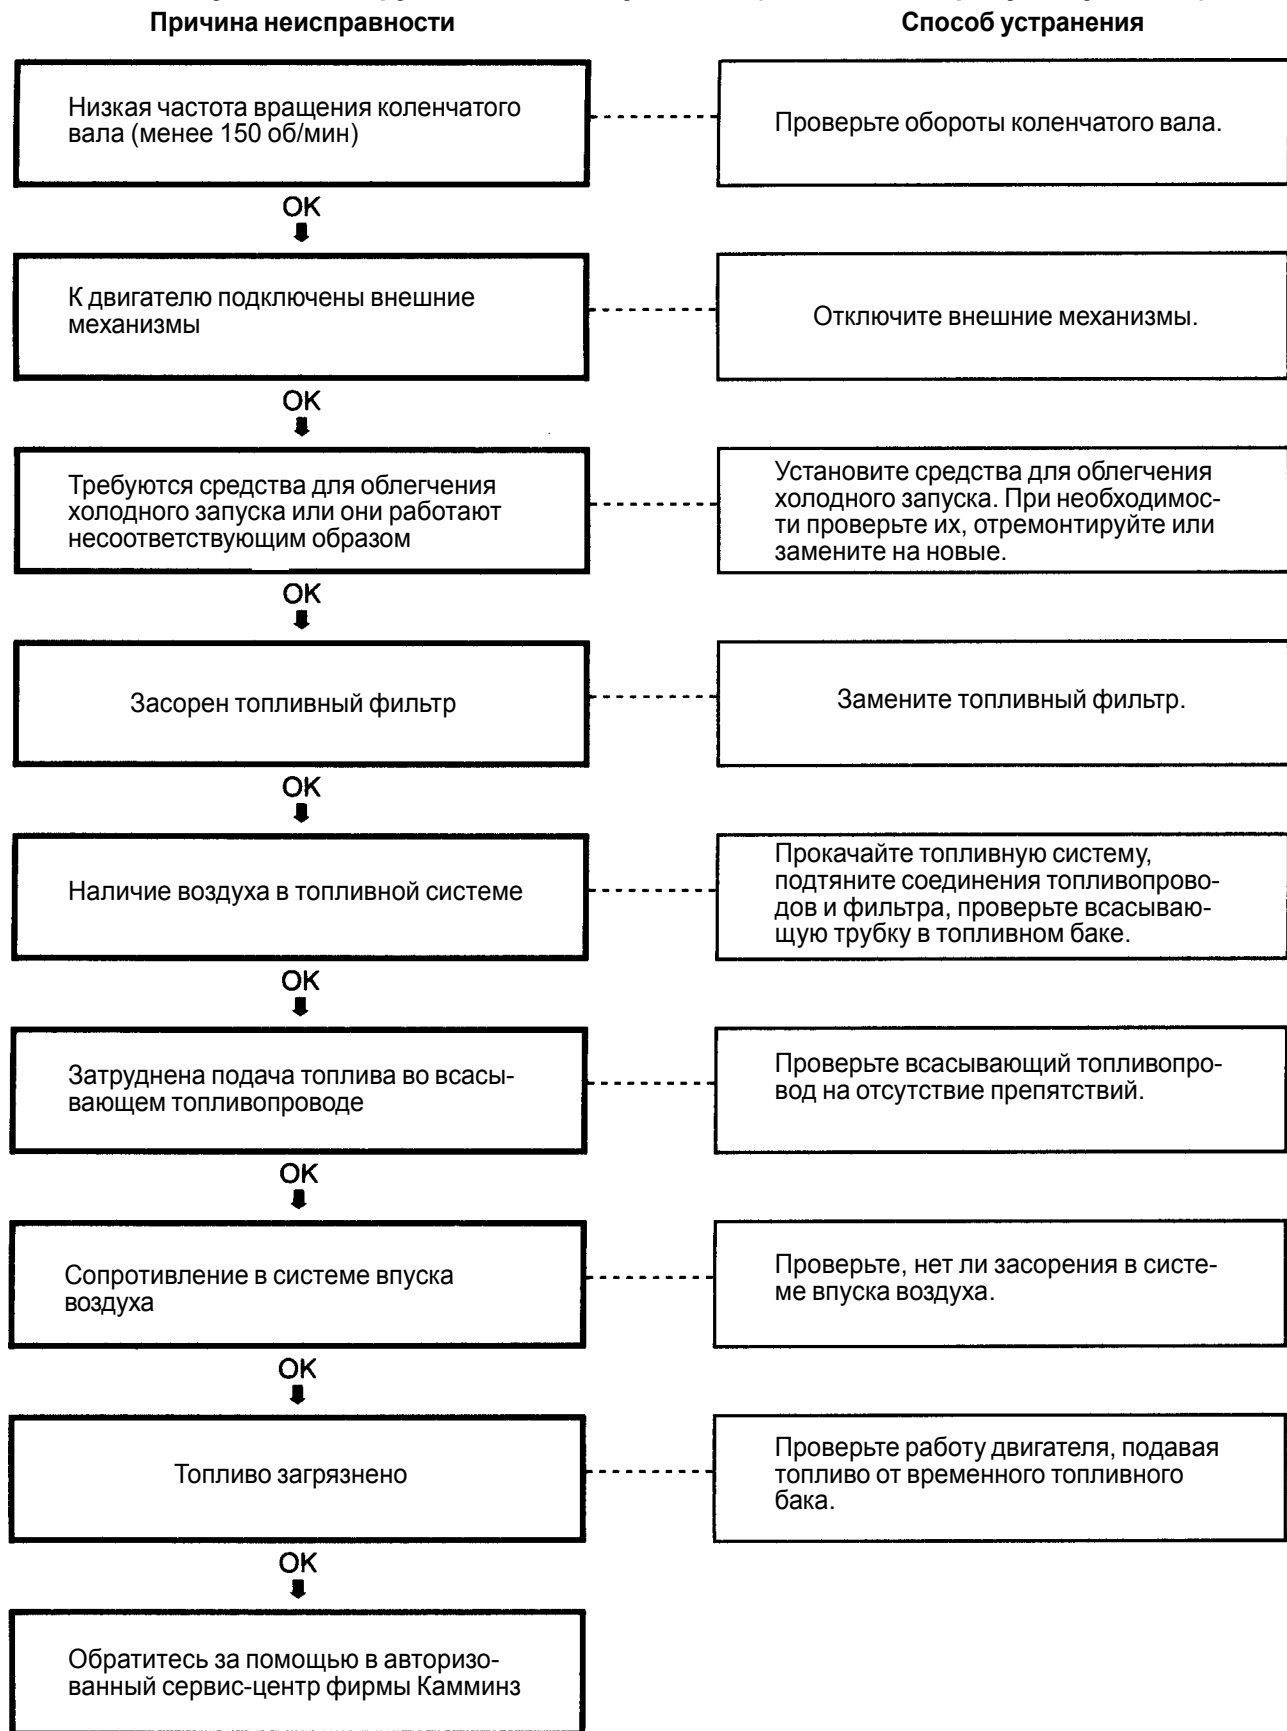 Причина неисправности
Способ устранения
Низкая частота вращения коленчатого
вала (менее 150 об/мин)
Проверьте обороты коленчатого вала.
OK
К двигателю подключены внешние
механизмы
Отключите внешние механизмы.
OK
Требуются средства для облегчения
холодного запуска или они работают
несоответствующим образом
Установите средства для облегчения
холодного запуска. При необходимос-
ти проверьте их, отремонтируйте или
замените на новые.
OK
Засорен топливный фильтр
Замените топливный фильтр.
OK
Наличие воздуха в топливной системе
Прокачайте топливную систему,
подтяните соединения топливопрово-
дов и фильтра, проверьте всасываю-
щую трубку в топливном баке.
OK
Затруднена подача топлива во всасы-
вающем топливопроводе
Проверьте всасывающий топливопро-
вод на отсутствие препятствий.
OK
Сопротивление в системе впуска
воздуха
Проверьте, нет ли засорения в систе-
ме впуска воздуха.
OK
Топливо загрязнено
Проверьте работу двигателя, подавая
топливо от временного топливного
бака.
OK
Обратитесь за помощью в авторизо-
ванный сервис-центр фирмы Камминз